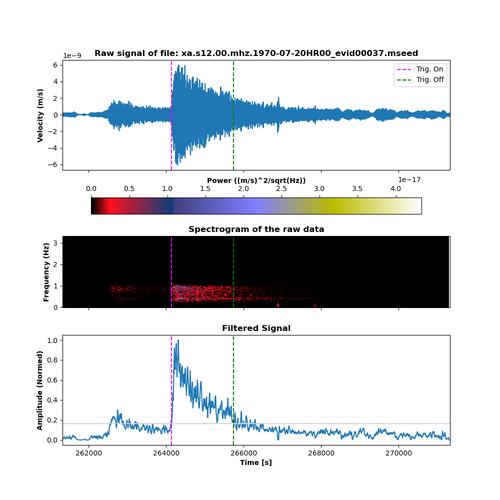 Raw signal of file: xa.s12.00.mhz.1970-07-20HR00_evid00037.mseed
1e−9
6
4
2
0
−2
−4
−6
Velocity (m/s)
Trig. On
Trig. Off
Power ((m/s)^2/sqrt(Hz))
1e−17
0.0 0.5 1.0 1.5 2.0 2.5 3.0 3.5 4.0
Spectrogram of the raw data
3
2
1
0
Frequency (Hz)
Filtered Signal
1.0
0.8
0.6
0.4
0.2
0.0
Amplitude (Normed)
262000 264000 266000 268000 270000
Time [s]